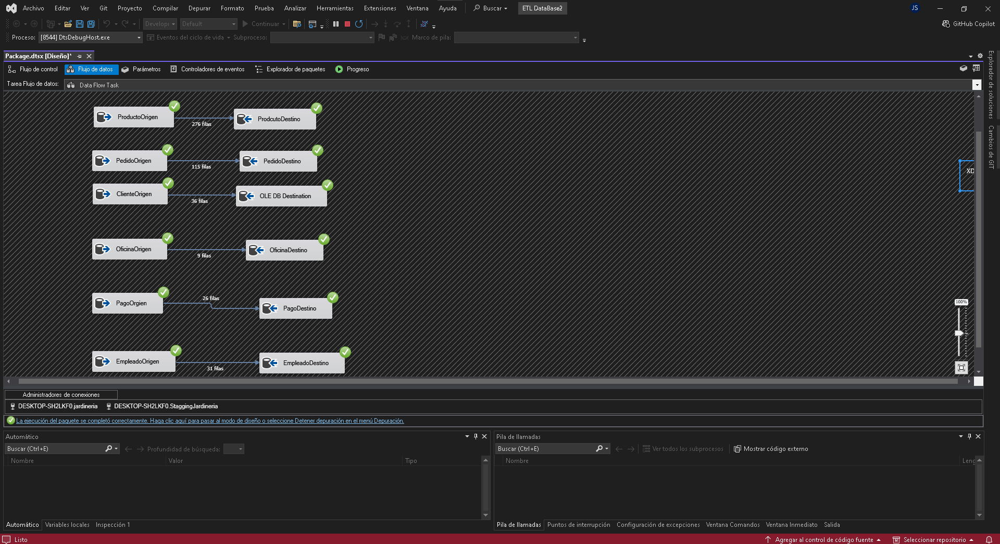 Archivo Editar Ver Git Proyecto Compilar Depurar Formato Prueba Analizar Herramientas Extensiones Ventana Ayuda Buscar ETL DataBase2 JS
Developi Default Continuar GitHub Copilot
Proceso: [8544] DtsDebugHost.exe Eventos del ciclo de vida Subproceso: Marco de pila:
Package.dtsx [Diseño]*
Flujo de control Flujo de datos Parámetros Controladores de eventos Explorador de paquetes Progreso
Tarea Flujo de datos: Data Flow Task
Explorador de soluciones
Cambios de GIT
ProductoOrigen 276 filas ProdcutoDestino
PedidoOrigen 115 filas PedidoDestino
XD
ClienteOrigen 36 filas OLE DB Destination
OficinaOrigen 9 filas OficinaDestino
PagoOrgien 26 filas PagoDestino
100%
EmpleadoOrigen 31 filas EmpleadoDestino
Administradores de conexiones
DESKTOP-SH2LKF0.jardineria DESKTOP-SH2LKF0.StaggingJardineria
La ejecución del paquete se completó correctamente. Haga clic aquí para pasar al modo de diseño o seleccione Detener depuración en el menú Depuración.
Automático
Buscar (Ctrl+E) Profundidad de búsqueda:
Nombre Valor Tipo
Automático Variables locales Inspección 1
Pila de llamadas
Buscar (Ctrl+E) Ver todos los subprocesos Mostrar código externo
Nombre Leng
Pila de llamadas Puntos de interrupción Configuración de excepciones Ventana Comandos Ventana Inmediato Salida
Listo Agregar al control de código fuente Seleccionar repositorio